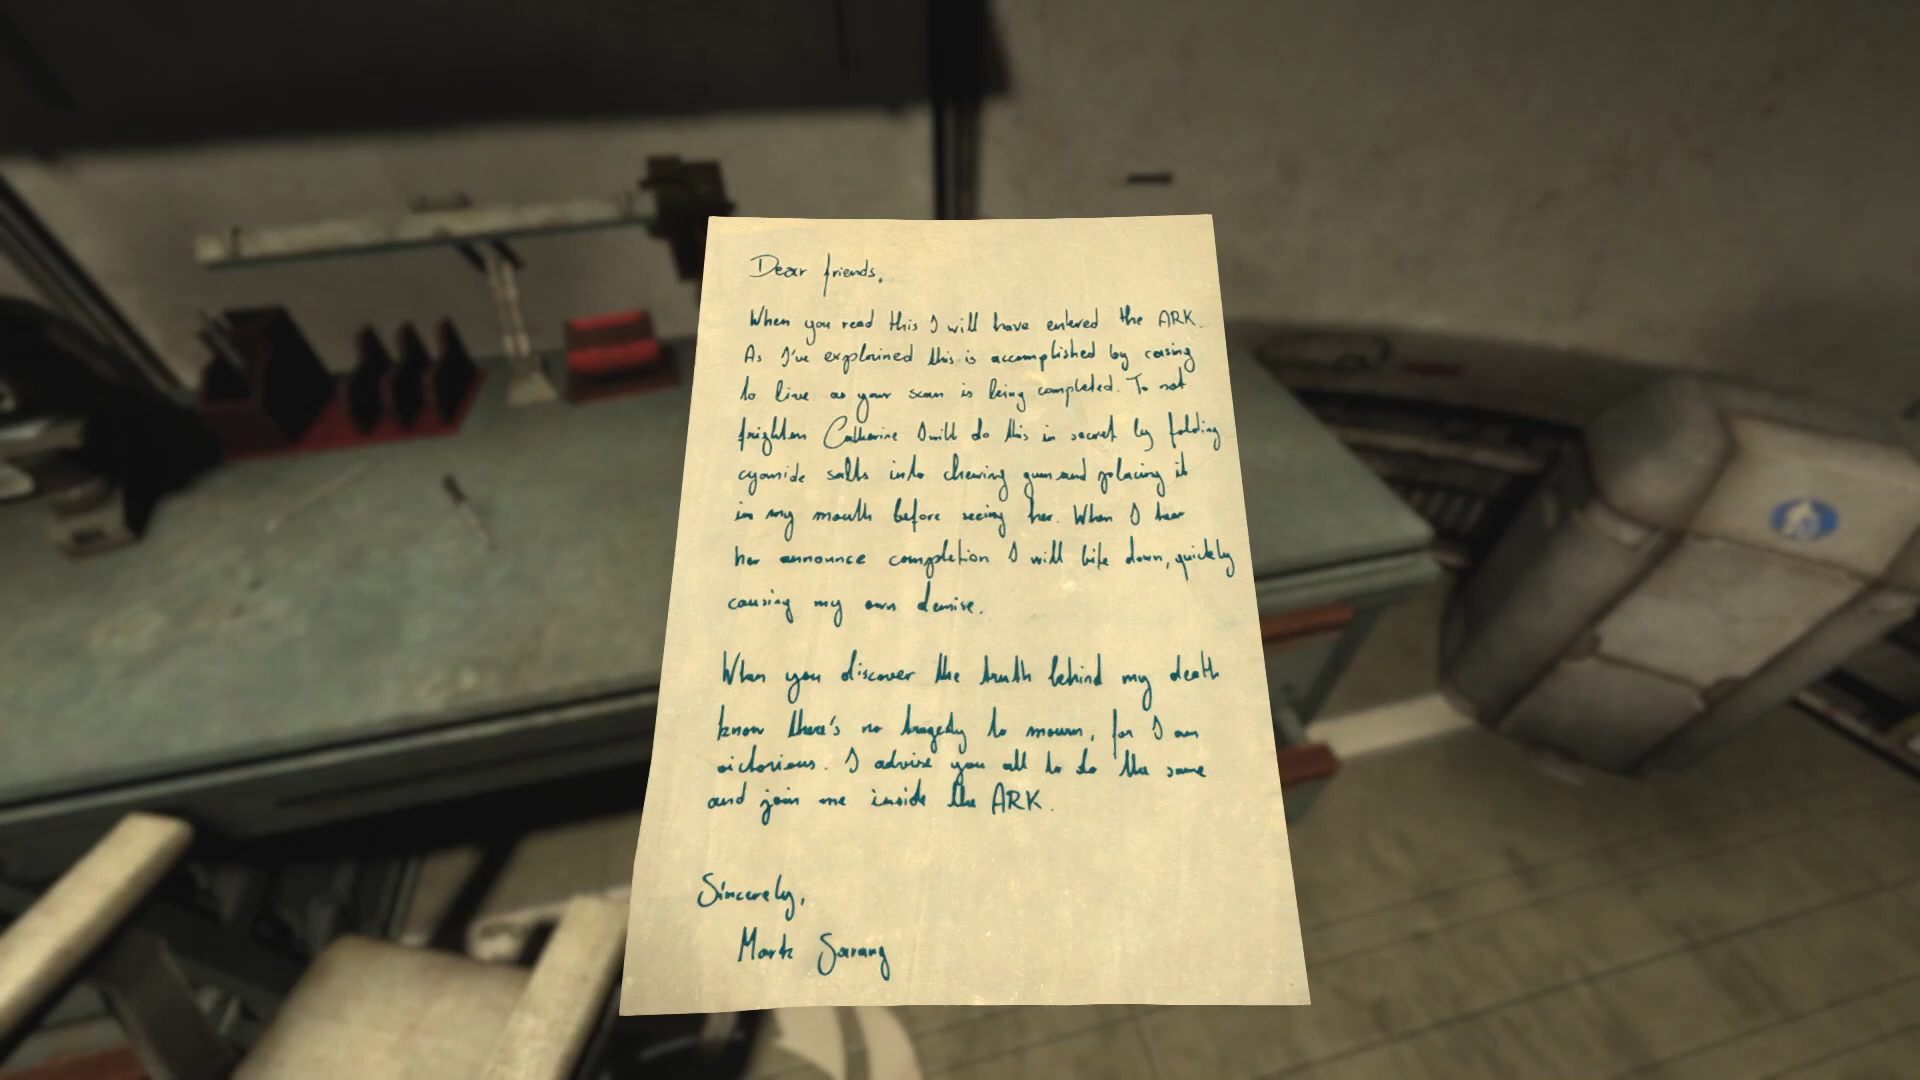 Dear friends,
When you read this I will have entered the ARK.
As I've explained this is accomplished by ceasing
to live as your scan is being completed. To not
frighten Catherine I will do this in secret by folding
cyanide salts into chewing gum and placing it
in my mouth before seeing her. When I hear
her announce completion I will bite down, quickly
causing my own demise.
When you discover the truth behind my death
know there's no tragedy to mourn, for I am
victorious. I advise you all to do the same
and join me inside the ARK.
Sincerely,
Mark Sarang